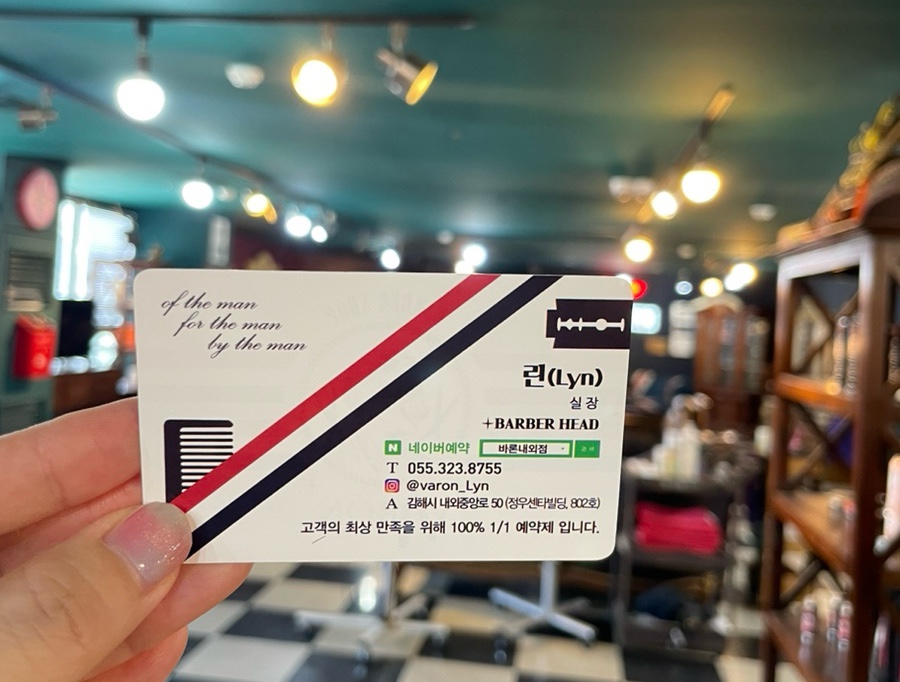 of the man
for the man
by the man
린(Lyn)
실장
+BARBER HEAD
N 네이버예약 바론내외점
T 055.323.8755
@varon_Lyn
A 김해시 내외중앙로 50 (정우센타빌딩, 802호)
고객의 최상 만족을 위해 100% 1/1 예약제 입니다.